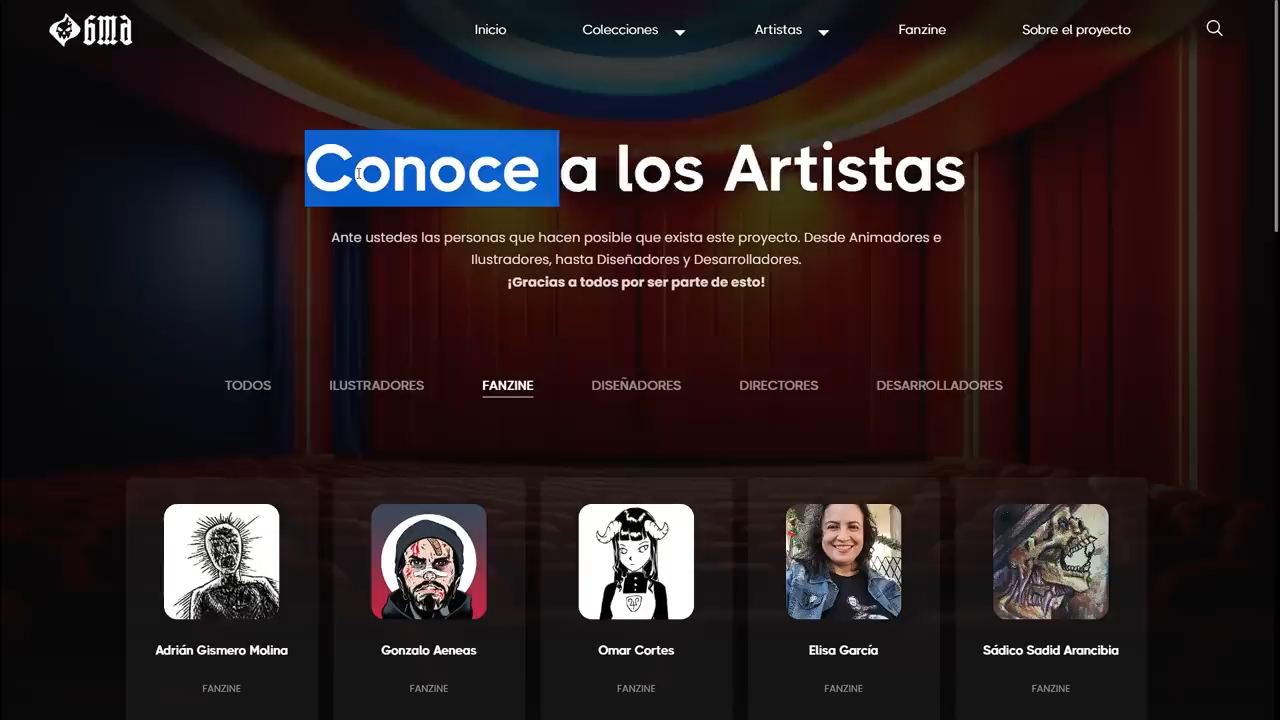 6MA
Inicio
Colecciones
Artistas
Fanzine
Sobre el proyecto
Conoce a los Artistas
Ante ustedes las personas que hacen posible que exista este proyecto. Desde Animadores e
Ilustradores, hasta Diseñadores y Desarrolladores.
¡Gracias a todos por ser parte de esto!
TODOS
ILUSTRADORES
FANZINE
DISEÑADORES
DIRECTORES
DESARROLLADORES
Adrián Gismero Molina
Gonzalo Aeneas
Omar Cortes
Elisa García
Sádico Sadid Arancibia
FANZINE
FANZINE
FANZINE
FANZINE
FANZINE